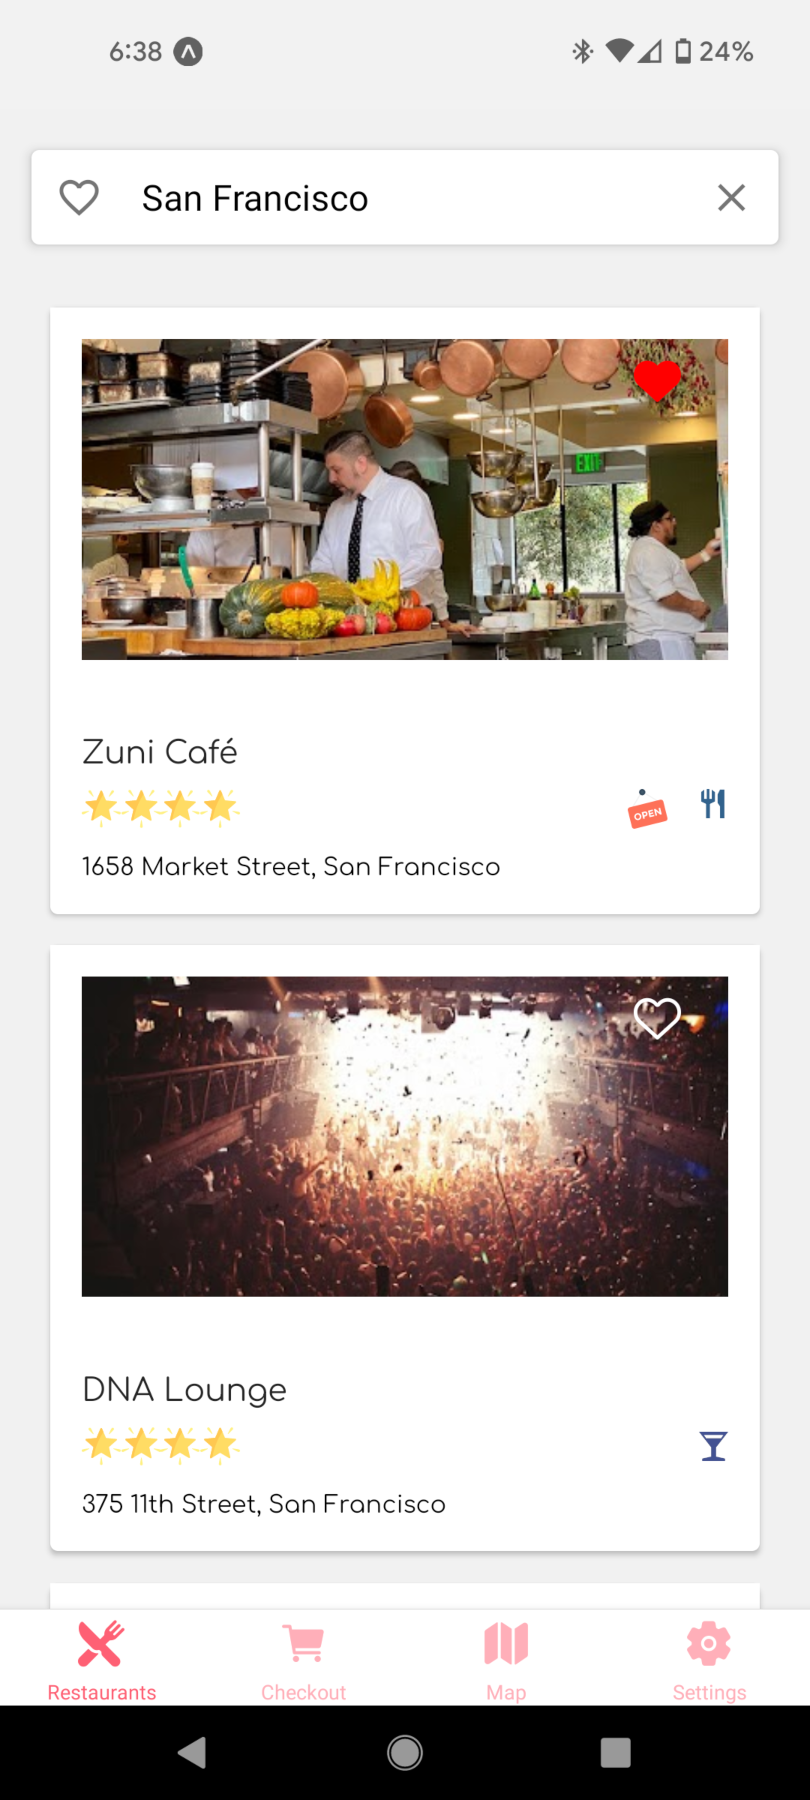 6:38 24%
San Francisco
EXIT
Zuni Café
OPEN
1658 Market Street, San Francisco
DNA Lounge
375 11th Street, San Francisco
Restaurants Checkout Map Settings